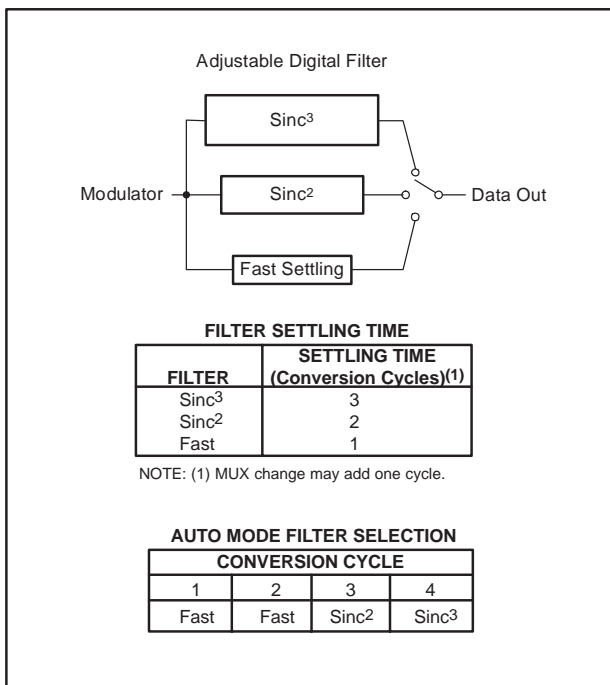 Adjustable Digital Filter
Sinc³
Modulator
Sinc²
Data Out
Fast Settling
FILTER SETTLING TIME
FILTER
SETTLING TIME
(Conversion Cycles)(1)
Sinc³ 3
Sinc² 2
Fast 1
NOTE: (1) MUX change may add one cycle.
AUTO MODE FILTER SELECTION
CONVERSION CYCLE
1 2 3 4
Fast Fast Sinc² Sinc³